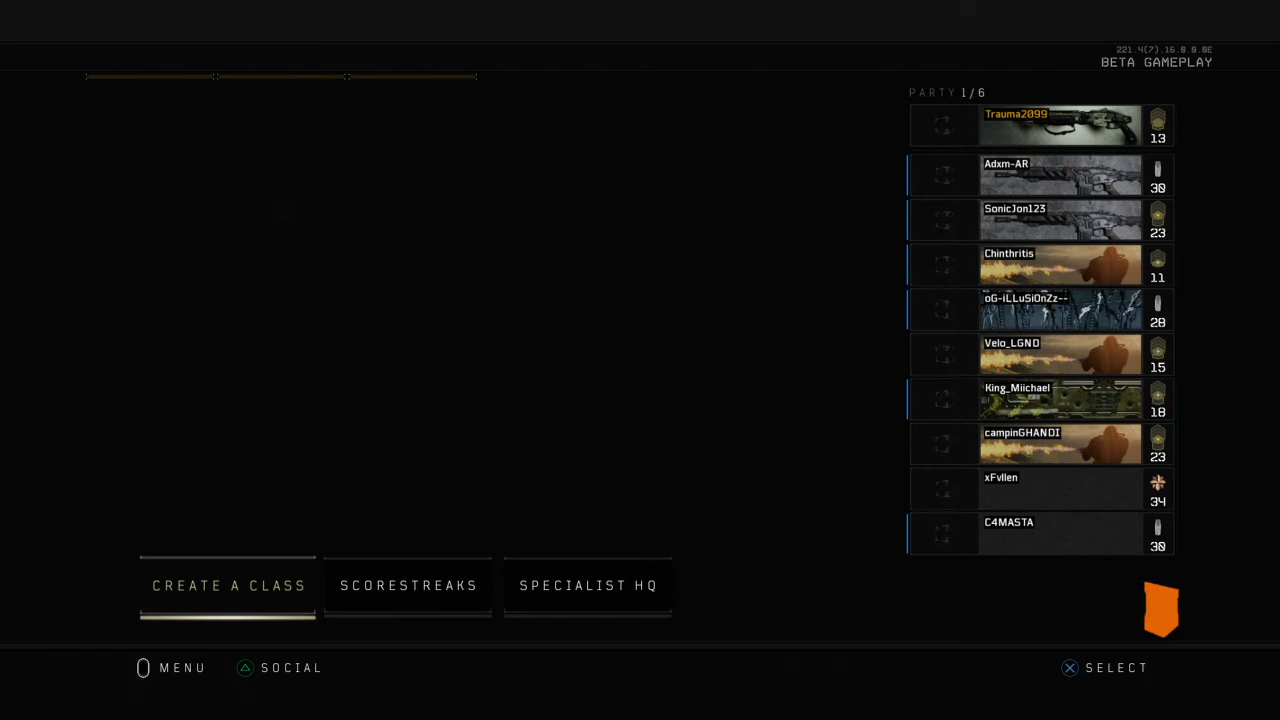 221.4(7).16.0.0.0E
BETA GAMEPLAY
PARTY 1/6
Trauma2099
13
Adxm-AR
30
SonicJon123
23
Chinthritis
11
oG-iLLuSiOnZz--
28
Velo_LGND
15
King_Miichael
18
campinGHANDI
23
xFvllen
34
C4MASTA
30
CREATE A CLASS
SCORESTREAKS
SPECIALIST HQ
MENU
SOCIAL
SELECT